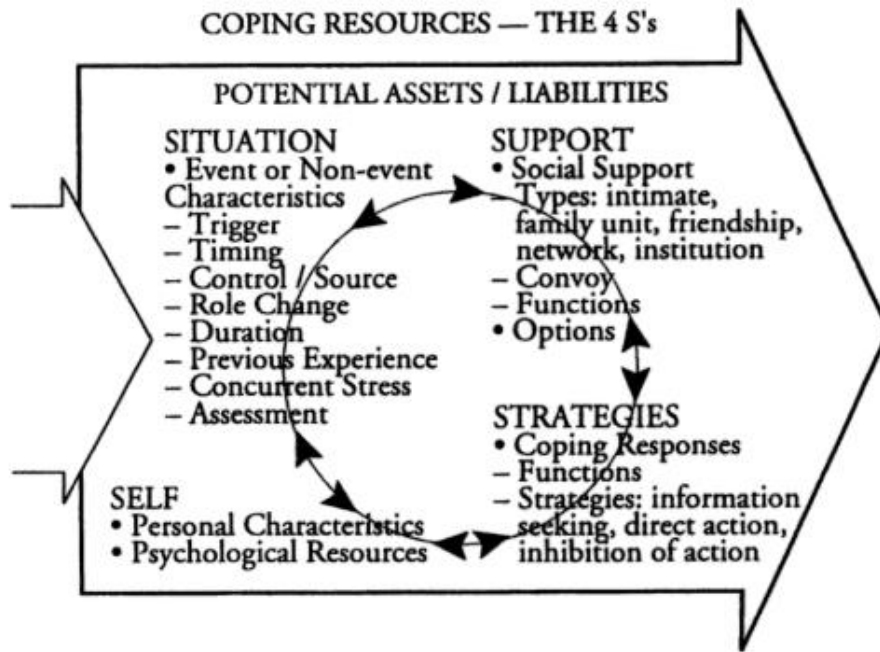 COPING RESOURCES — THE 4 S's
POTENTIAL ASSETS / LIABILITIES
SITUATION
• Event or Non-event
Characteristics
– Trigger
– Timing
– Control / Source
– Role Change
– Duration
– Previous Experience
– Concurrent Stress
– Assessment
SUPPORT
• Social Support
– Types: intimate,
family unit, friendship,
network, institution
– Convoy
– Functions
• Options
SELF
• Personal Characteristics
• Psychological Resources
STRATEGIES
• Coping Responses
– Functions
– Strategies: information
seeking, direct action,
inhibition of action